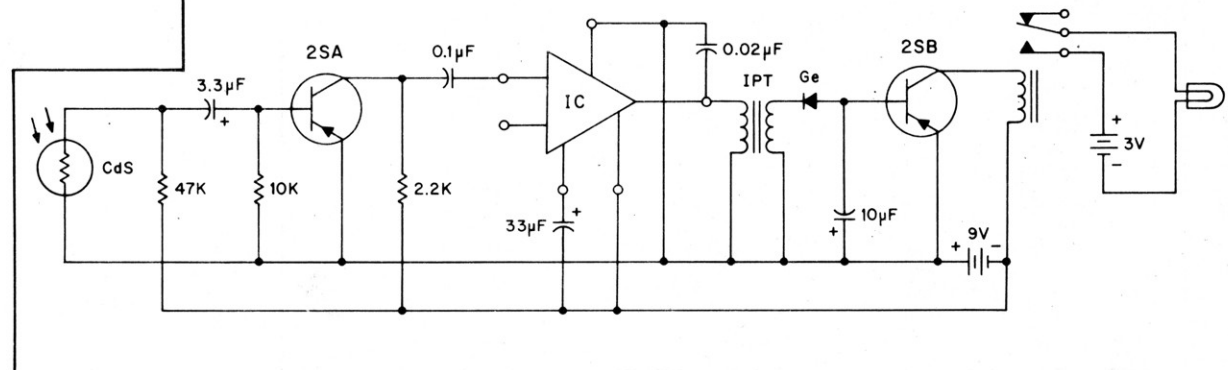 2SA
0.1µF
0.02µF
2SB
3.3µF
+
IPT
Ge
IC
CdS
47K
10K
2.2K
33µF
+
10µF
+
9V
+
-
+
3V
-